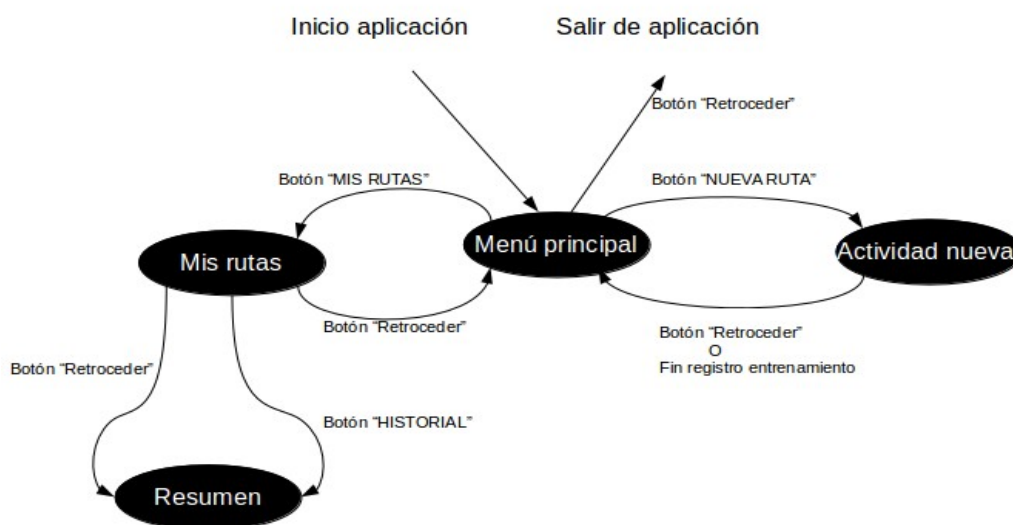 Inicio aplicación
Salir de aplicación
Botón “Retroceder”
Botón “MIS RUTAS”
Botón “NUEVA RUTA”
Menú principal
Mis rutas
Actividad nueva
Botón “Retroceder”
Botón “Retroceder”
O
Fin registro entrenamiento
Botón “Retroceder”
Botón “HISTORIAL”
Resumen